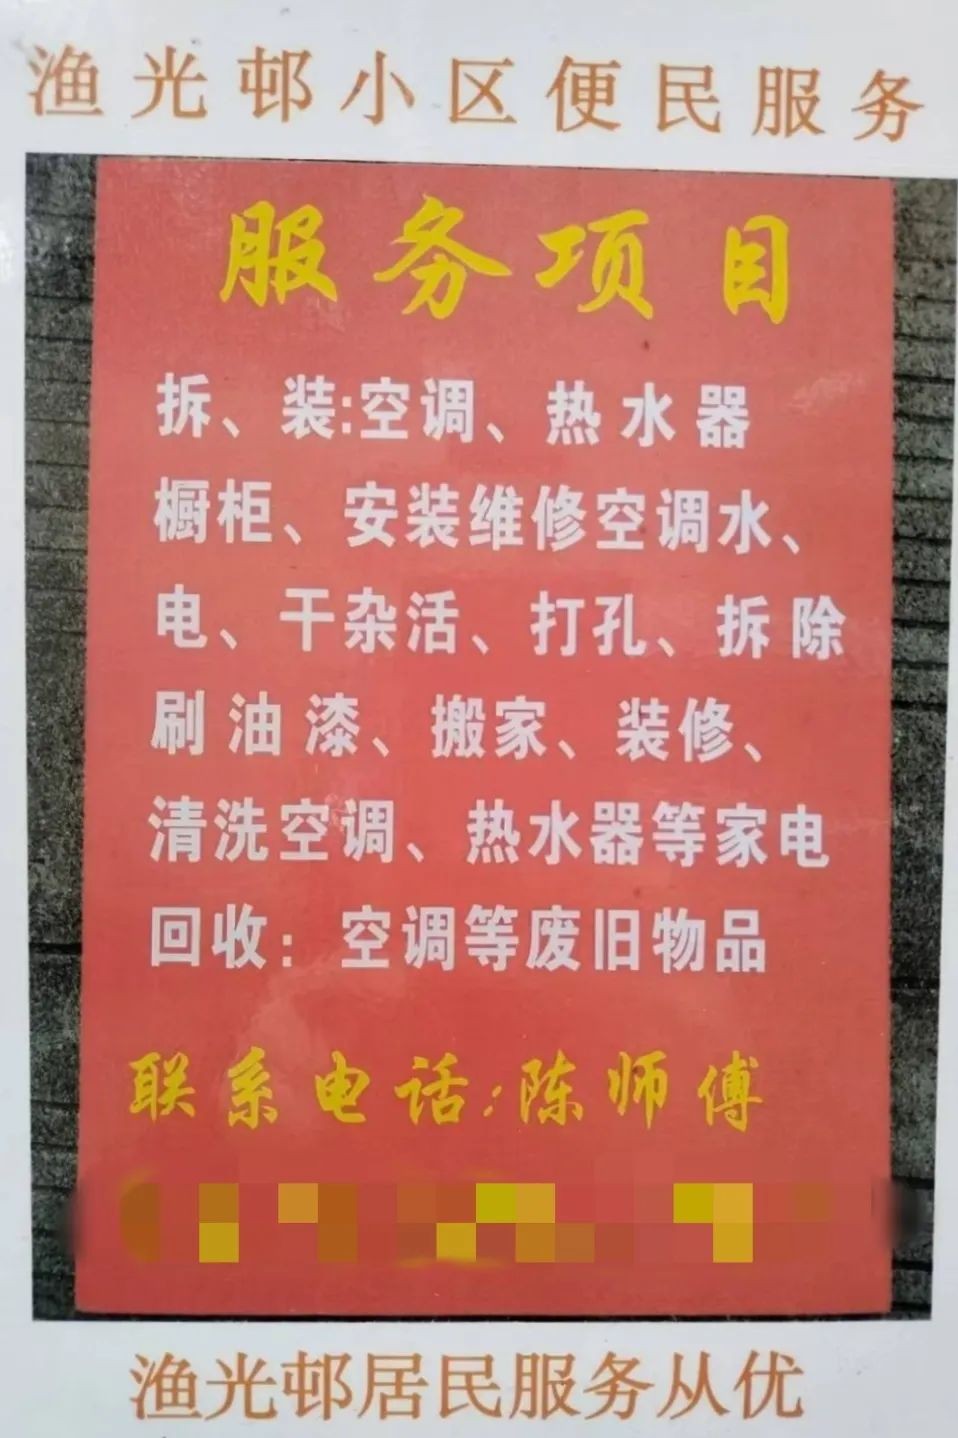 渔光邨小区便民服务
服务项目
拆、装:空调、热水器
橱柜、安装维修空调水、
电、干杂活、打孔、拆除
刷油漆、搬家、装修、
清洗空调、热水器等家电
回收：空调等废旧物品
联系电话:陈师傅
渔光邨居民服务从优